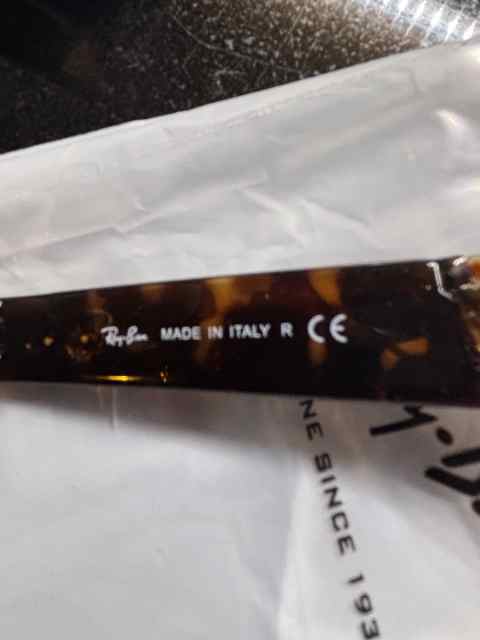 Ray-Ban MADE IN ITALY R CE
NE SINCE 193